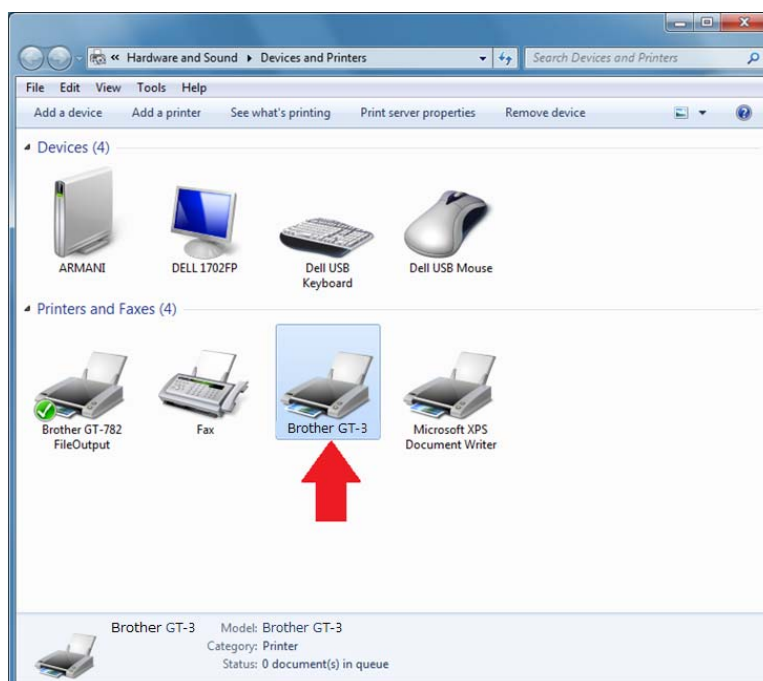 « Hardware and Sound ▸ Devices and Printers
Search Devices and Printers
File Edit View Tools Help
Add a device Add a printer See what's printing Print server properties Remove device
Devices (4)
ARMANI
DELL 1702FP
Dell USB
Keyboard
Dell USB Mouse
Printers and Faxes (4)
Brother GT-782
FileOutput
Fax
Brother GT-3
Microsoft XPS
Document Writer
Brother GT-3 Model: Brother GT-3
Category: Printer
Status: 0 document(s) in queue